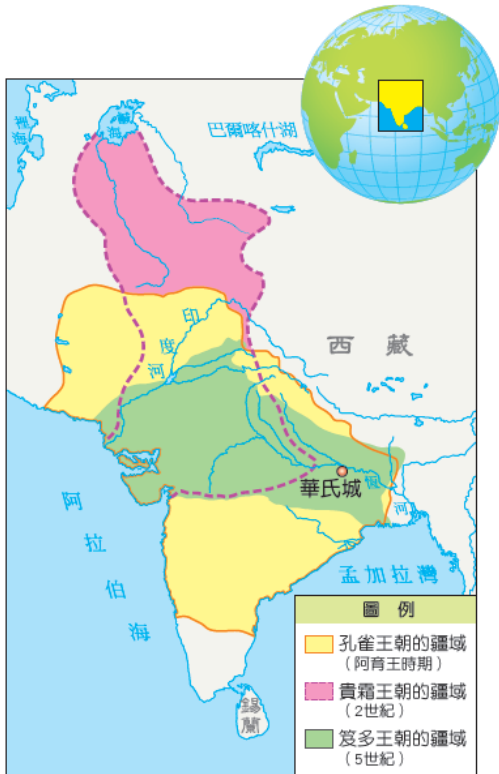 裡海
鹹海
巴爾喀什湖
印度河
西藏
華氏城
恆河
阿拉伯海
孟加拉灣
錫蘭
圖例
孔雀王朝的疆域
（阿育王時期）
貴霜王朝的疆域
（2世紀）
笈多王朝的疆域
（5世紀）